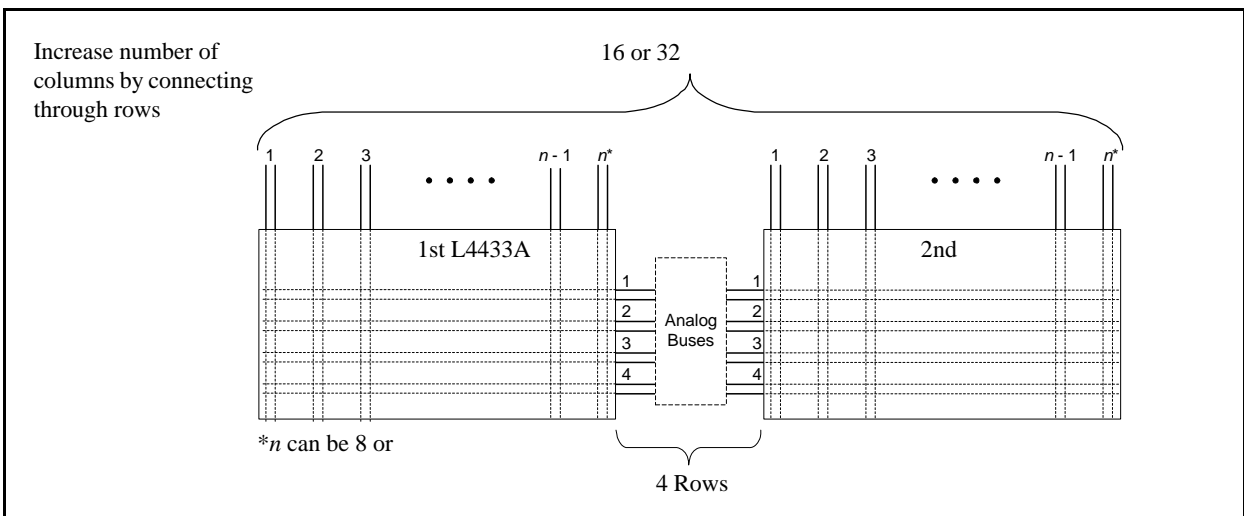 Increase number of
columns by connecting
through rows
16 or 32
1 2 3 n - 1 n* 1 2 3 n - 1 n*
1st L4433A 2nd
1 1
2 2
Analog
Buses
3 3
4 4
*n can be 8 or
4 Rows